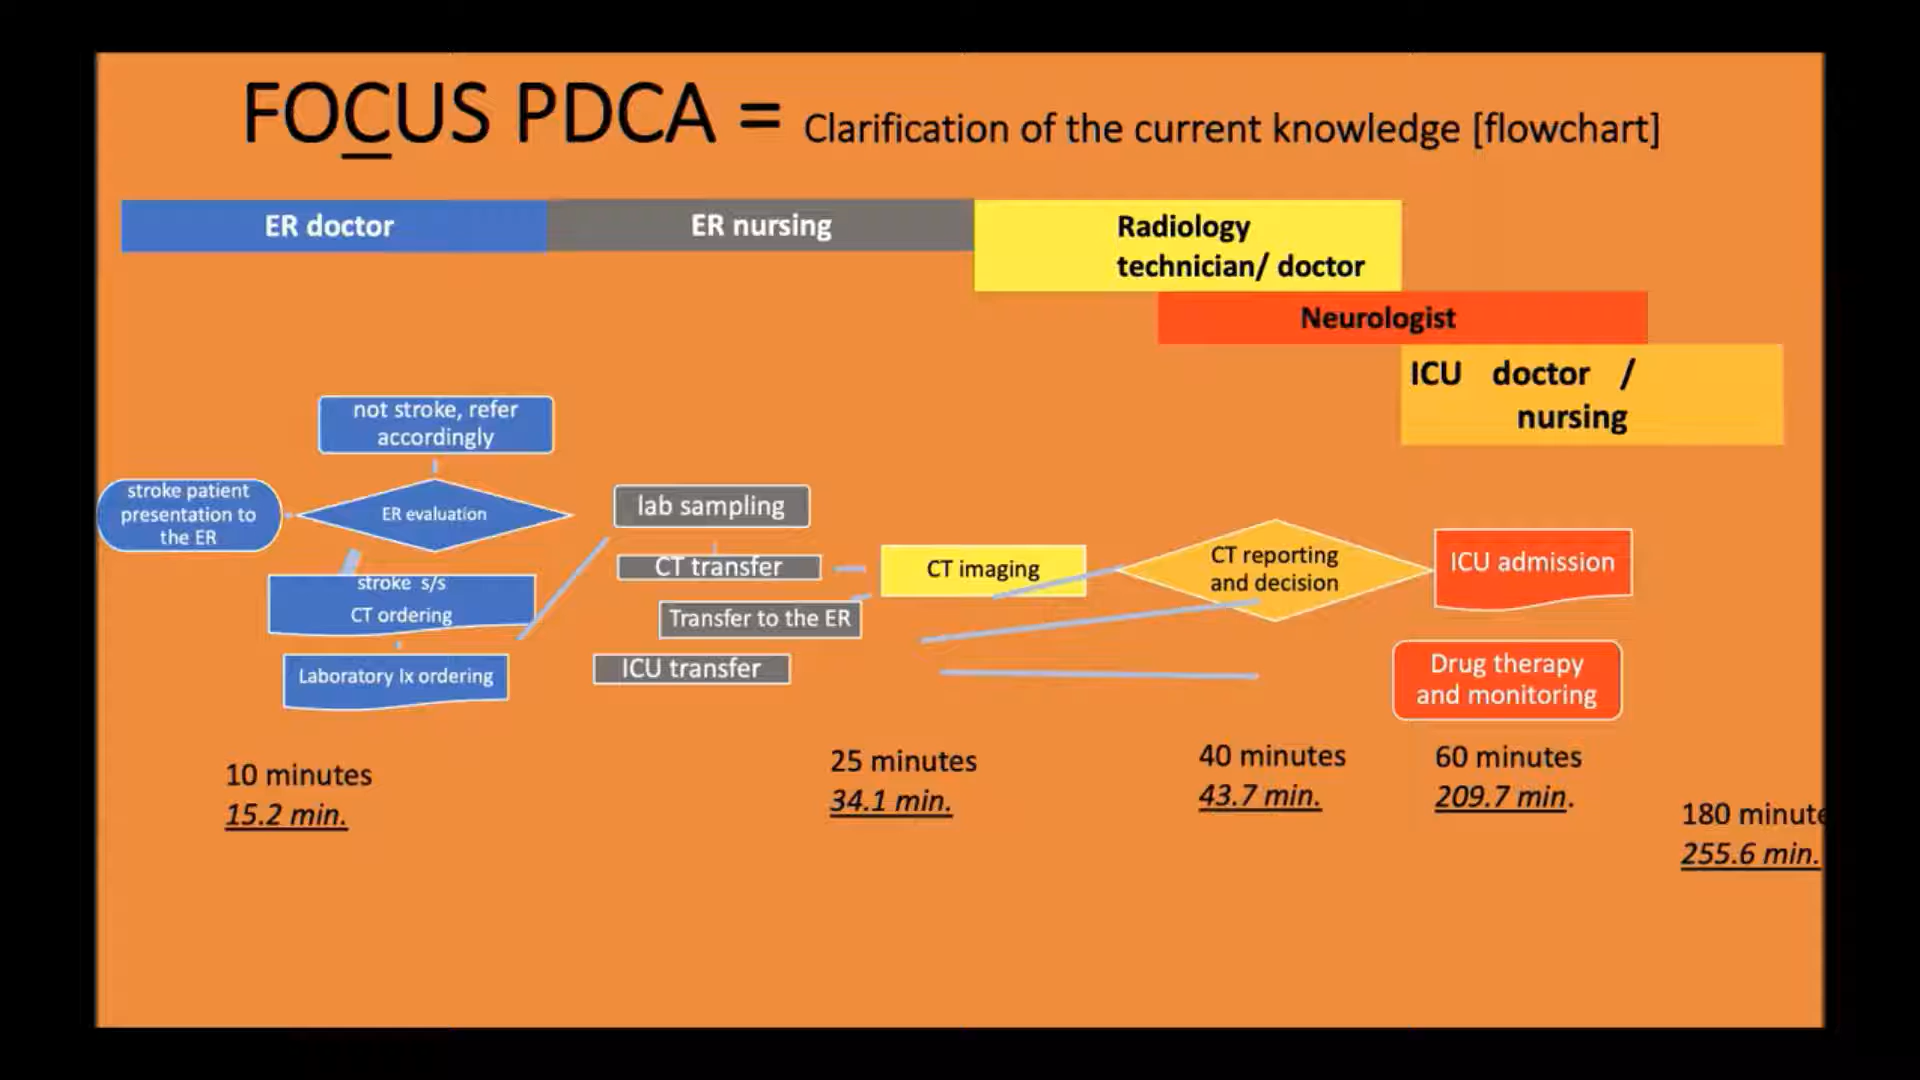 FOCUS PDCA = Clarification of the current knowledge [flowchart]
ER doctor
ER nursing
Radiology
technician/ doctor
Neurologist
ICU doctor /
nursing
not stroke, refer
accordingly
stroke patient
presentation to
the ER
ER evaluation
stroke s/s
CT ordering
Laboratory Ix ordering
lab sampling
CT transfer
Transfer to the ER
ICU transfer
CT imaging
CT reporting
and decision
ICU admission
Drug therapy
and monitoring
10 minutes
15.2 min.
25 minutes
34.1 min.
40 minutes
43.7 min.
60 minutes
209.7 min.
180 minute
255.6 min.